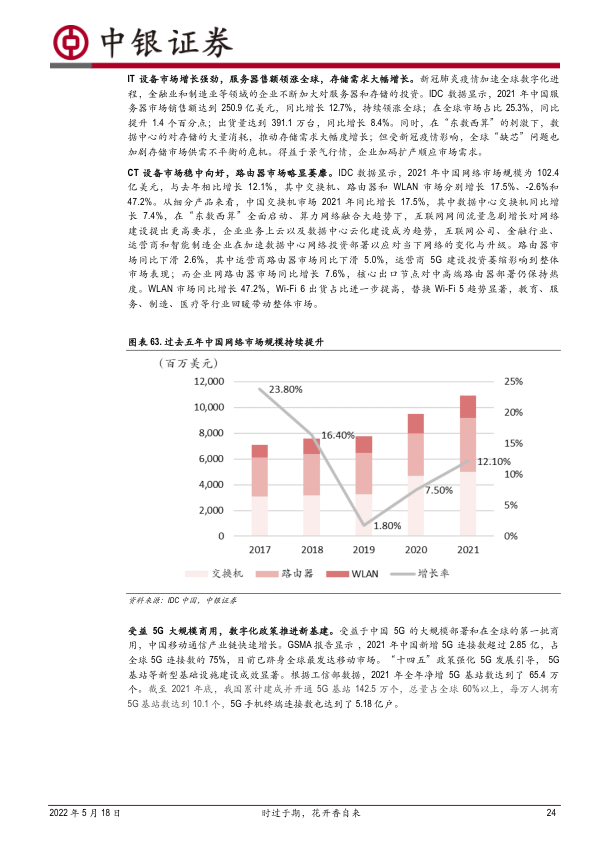 中银证券
IT 设备市场增长强劲，服务器售额领涨全球，存储需求大幅增长。新冠肺炎疫情加速全球数字化进
程，金融业和制造业等领域的企业不断加大对服务器和存储的投资。IDC 数据显示，2021 年中国服
务器市场销售额达到 250.9 亿美元，同比增长 12.7%，持续领涨全球；在全球市场占比 25.3%，同比
提升 1.4 个百分点；出货量达到 391.1 万台，同比增长 8.4%。同时，在“东数西算”的刺激下，数
据中心的对存储的大量消耗，推动存储需求大幅度增长；但受新冠疫情影响，全球“缺芯”问题也
加剧存储市场供需不平衡的危机。得益于景气行情，企业加码扩产顺应市场需求。
CT 设备市场稳中向好，路由器市场略显萎靡。IDC 数据显示，2021 年中国网络市场规模为 102.4
亿美元，与去年相比增长 12.1%，其中交换机、路由器和 WLAN 市场分别增长 17.5%、-2.6%和
47.2%。从细分产品来看，中国交换机市场 2021 年同比增长 17.5%，其中数据中心交换机同比增
长 7.4%，在“东数西算”全面启动、算力网络融合大趋势下，互联网网间流量急剧增长对网络
建设提出更高要求，企业业务上云以及数据中心云化建设成为趋势，互联网公司、金融行业、
运营商和智能制造企业在加速数据中心网络投资部署以应对当下网络的变化与升级。路由器市
场同比下滑 2.6%，其中运营商路由器市场同比下滑 5.0%，运营商 5G 建设投资萎缩影响到整体
市场表现；而企业网路由器市场同比增长 7.6%，核心出口节点对中高端路由器部署仍保持热
度。WLAN 市场同比增长 47.2%，Wi-Fi 6 出货占比进一步提高，替换 Wi-Fi 5 趋势显著，教育、服
务、制造、医疗等行业回暖带动整体市场。
图表 63. 过去五年中国网络市场规模持续提升
（百万美元）
12,000
10,000
8,000
6,000
4,000
2,000
0
25%
20%
15%
10%
5%
0%
23.80%
16.40%
1.80%
7.50%
12.10%
2017 2018 2019 2020 2021
交换机 路由器 WLAN 增长率
资料来源：IDC 中国，中银证券
受益 5G 大规模商用，数字化政策推进新基建。受益于中国 5G 的大规模部署和在全球的第一批商
用，中国移动通信产业链快速增长。GSMA 报告显示，2021 年中国新增 5G 连接数超过 2.85 亿，占
全球 5G 连接数的 75%，目前已跻身全球最发达移动市场。“十四五”政策强化 5G 发展引导， 5G
基站等新型基础设施建设成效显著。根据工信部数据，2021 年全年净增 5G 基站数达到了 65.4 万
个。截至 2021 年底，我国累计建成并开通 5G 基站 142.5 万个，总量占全球 60%以上，每万人拥有
5G 基站数达到 10.1 个，5G 手机终端连接数也达到了 5.18 亿户。
2022 年 5 月 18 日 时过于期，花开香自来 24